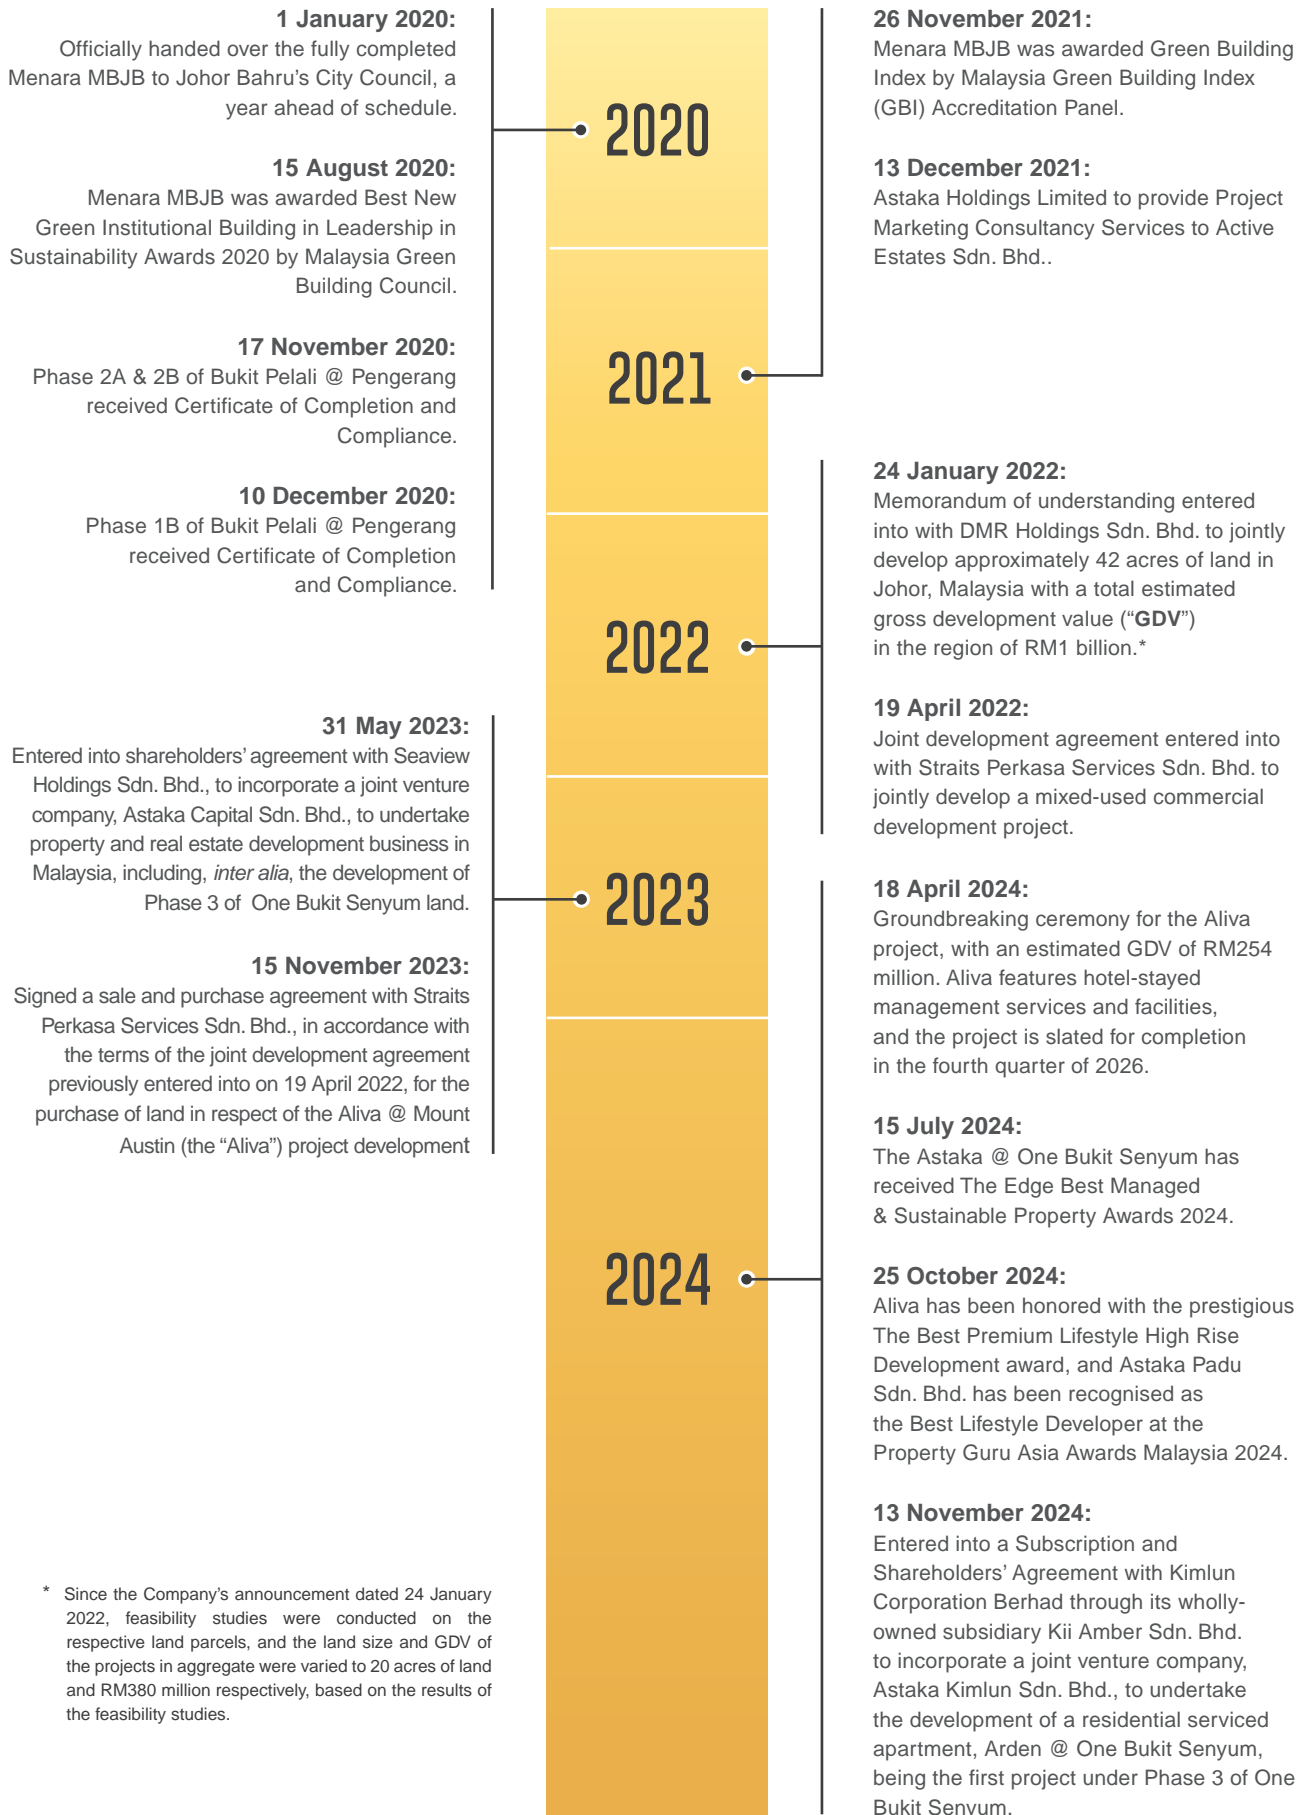 1 January 2020:
Officially handed over the fully completed
Menara MBJB to Johor Bahru's City Council, a
year ahead of schedule.
15 August 2020:
Menara MBJB was awarded Best New
Green Institutional Building in Leadership in
Sustainability Awards 2020 by Malaysia Green
Building Council.
17 November 2020:
Phase 2A & 2B of Bukit Pelali @ Pengerang
received Certificate of Completion and
Compliance.
10 December 2020:
Phase 1B of Bukit Pelali @ Pengerang
received Certificate of Completion
and Compliance.
2020
26 November 2021:
Menara MBJB was awarded Green Building
Index by Malaysia Green Building Index
(GBI) Accreditation Panel.
13 December 2021:
Astaka Holdings Limited to provide Project
Marketing Consultancy Services to Active
Estates Sdn. Bhd..
2021
24 January 2022:
Memorandum of understanding entered
into with DMR Holdings Sdn. Bhd. to jointly
develop approximately 42 acres of land in
Johor, Malaysia with a total estimated
gross development value (“GDV”)
in the region of RM1 billion.*
19 April 2022:
Joint development agreement entered into
with Straits Perkasa Services Sdn. Bhd. to
jointly develop a mixed-used commercial
development project.
2022
31 May 2023:
Entered into shareholders' agreement with Seaview
Holdings Sdn. Bhd., to incorporate a joint venture
company, Astaka Capital Sdn. Bhd., to undertake
property and real estate development business in
Malaysia, including, inter alia, the development of
Phase 3 of One Bukit Senyum land.
15 November 2023:
Signed a sale and purchase agreement with Straits
Perkasa Services Sdn. Bhd., in accordance with
the terms of the joint development agreement
previously entered into on 19 April 2022, for the
purchase of land in respect of the Aliva @ Mount
Austin (the “Aliva”) project development
2023
18 April 2024:
Groundbreaking ceremony for the Aliva
project, with an estimated GDV of RM254
million. Aliva features hotel-stayed
management services and facilities,
and the project is slated for completion
in the fourth quarter of 2026.
15 July 2024:
The Astaka @ One Bukit Senyum has
received The Edge Best Managed
& Sustainable Property Awards 2024.
25 October 2024:
Aliva has been honored with the prestigious
The Best Premium Lifestyle High Rise
Development award, and Astaka Padu
Sdn. Bhd. has been recognised as
the Best Lifestyle Developer at the
Property Guru Asia Awards Malaysia 2024.
13 November 2024:
Entered into a Subscription and
Shareholders' Agreement with Kimlun
Corporation Berhad through its wholly-
owned subsidiary Kii Amber Sdn. Bhd.
to incorporate a joint venture company,
Astaka Kimlun Sdn. Bhd., to undertake
the development of a residential serviced
apartment, Arden @ One Bukit Senyum,
being the first project under Phase 3 of One
Bukit Senyum.
2024
* Since the Company's announcement dated 24 January
2022, feasibility studies were conducted on the
respective land parcels, and the land size and GDV of
the projects in aggregate were varied to 20 acres of land
and RM380 million respectively, based on the results of
the feasibility studies.